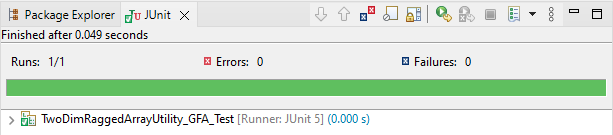 Package Explorer JUnit
Finished after 0.049 seconds
Runs: 1/1 Errors: 0 Failures: 0
TwoDimRaggedArrayUtility_GFA_Test [Runner: JUnit 5] (0.000 s)